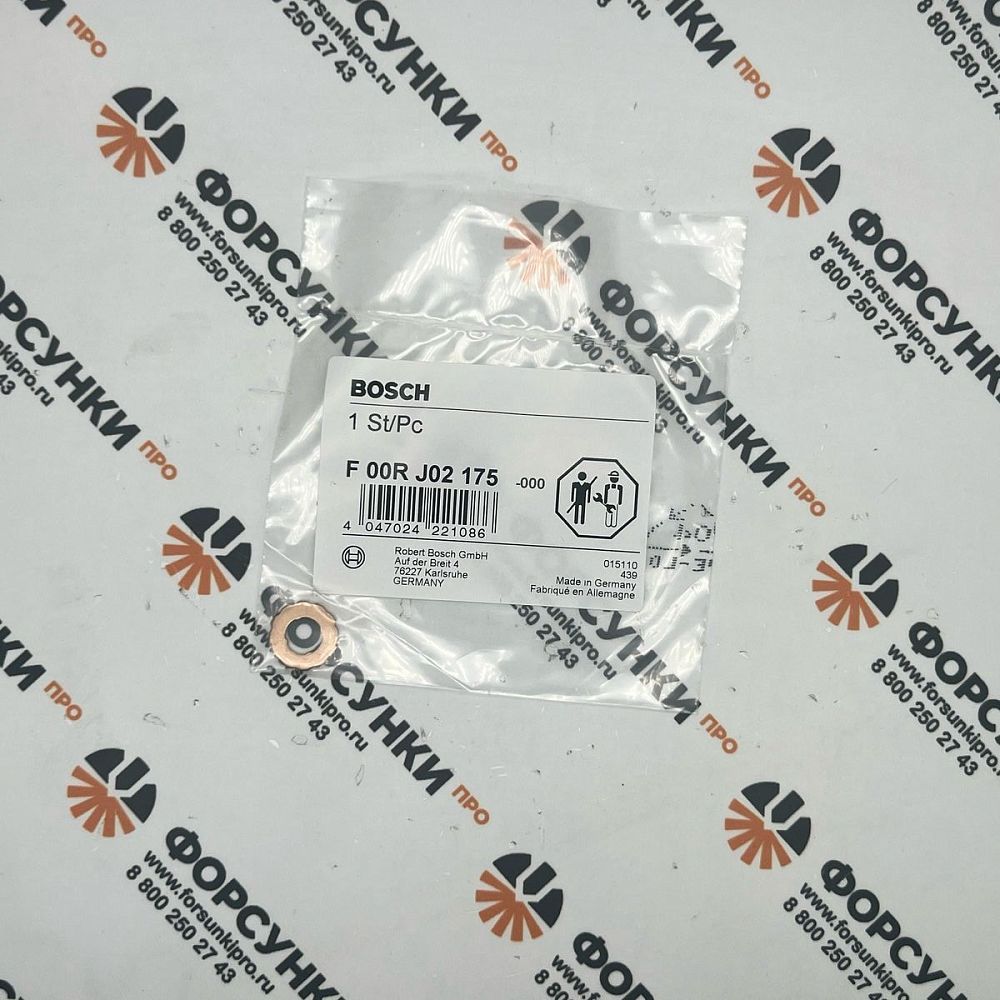 ФОРСУНКИ ПРО
www.forsunkipro.ru
8 800 250 27 43
BOSCH
1 St/Pc
F 00R J02 175 -000
4 047024 221086
Robert Bosch GmbH
Auf der Breit 4
76227 Karlsruhe
GERMANY
015110
439
Made in Germany
Fabriqué en Allemagne